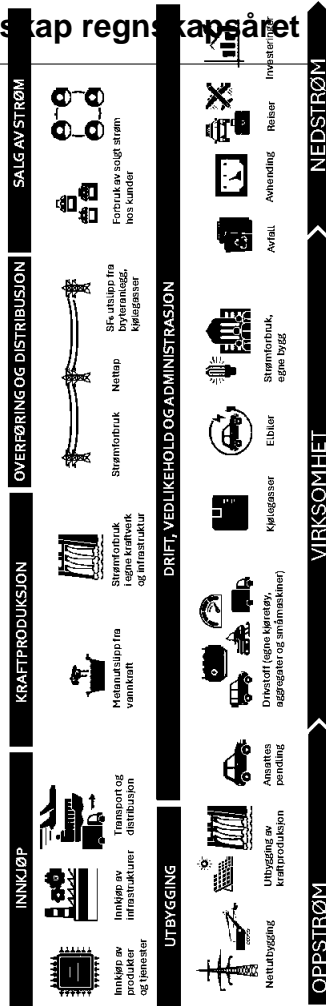 skap regnskapsåret
INNKJØP
KRAFTPRODUKSJON
OVERFØRING OG DISTRIBUSJON
SALG AV STRØM
Innkjøp av
produkter
og tjenester
Innkjøp av
infrastrukturer
Transport og
distribusjon
Metanutslipp fra
vannkraft
Strømforbruk
i egne kraftverk
og infrastruktur
Strømforbruk
Nettap
SF₆ utslipp fra
bryteranlegg,
kjølegasser
Forbruk av solgt strøm
hos kunder
UTBYGGING
DRIFT, VEDLIKEHOLD OG ADMINISTRASJON
Nettutbygging
Utbygging av
kraftproduksjon
Ansattes
pendling
Drivstoff (egne kjøretøy,
aggregater og småmaskiner)
Kjølegasser
Elbiler
Strømforbruk,
egne bygg
Avfall
Avhending
Reiser
Investeringer
OPPSTRØM
VIRKSOMHET
NEDSTRØM